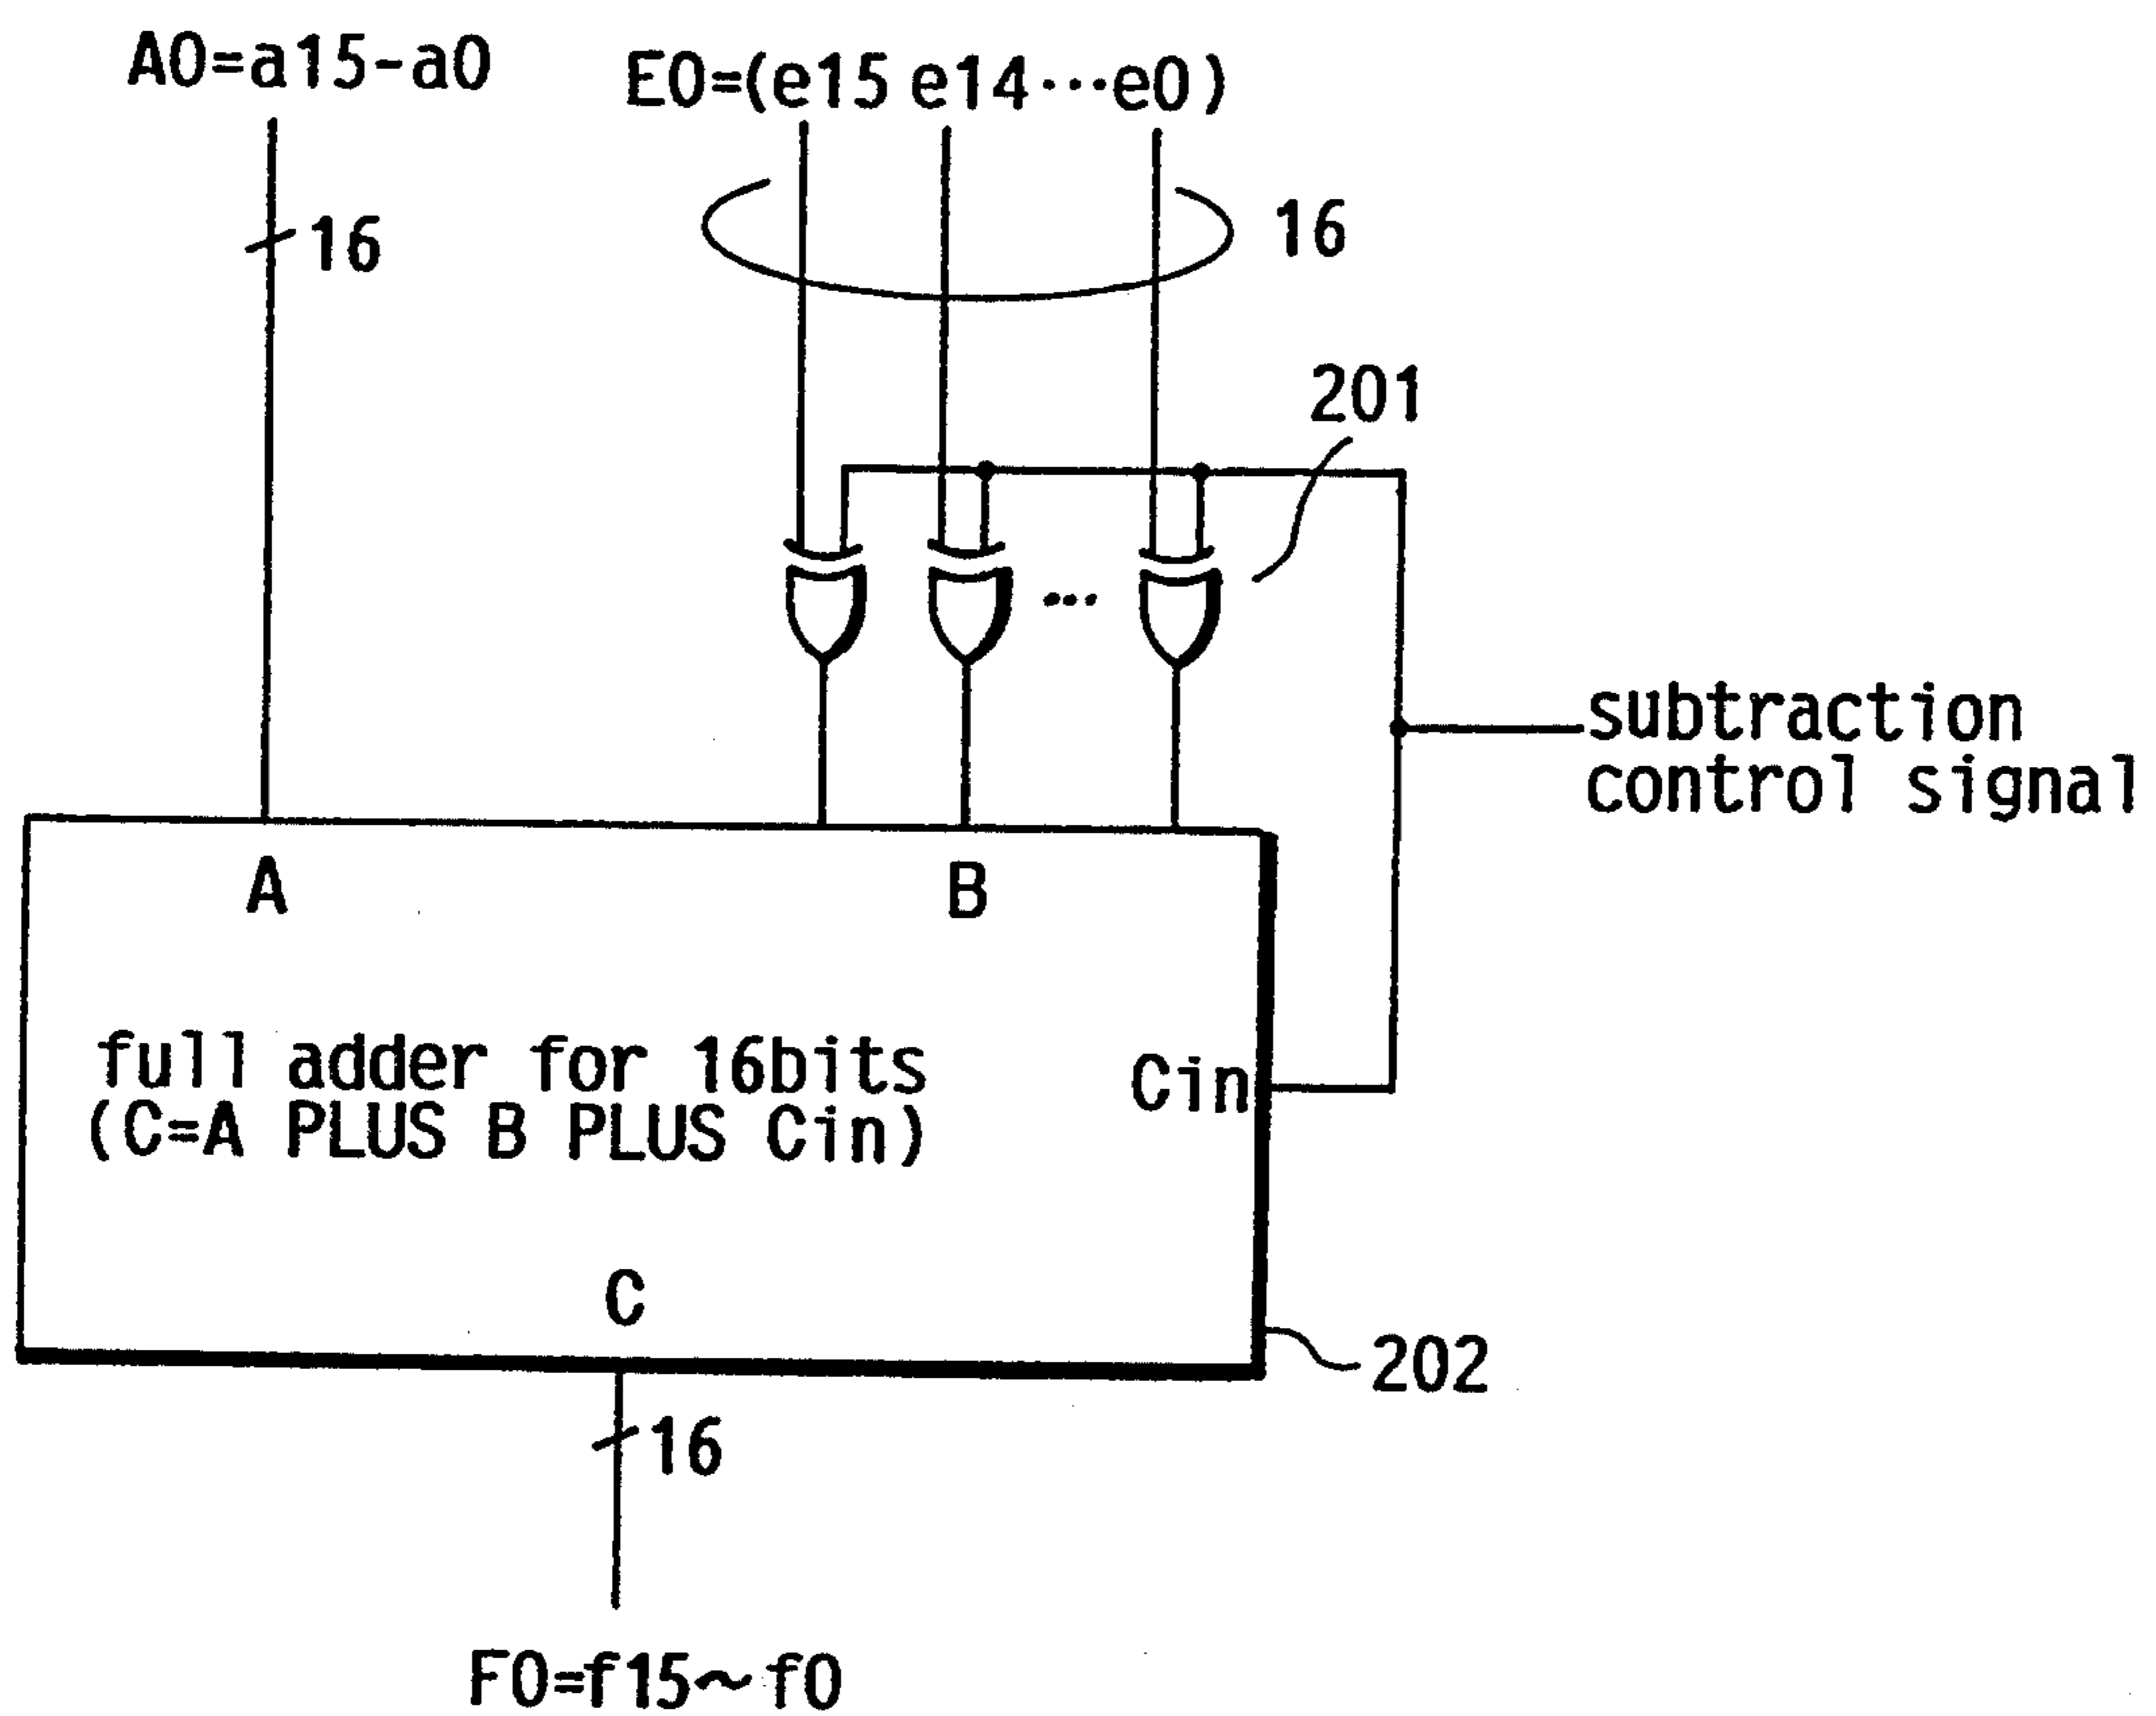 A0=a15-a0
E0=(e15 e14···e0)
16
16
201
···
subtraction
control signal
A
B
full adder for 16bits
(C=A PLUS B PLUS Cin)
Cin
C
202
16
F0=f15~f0